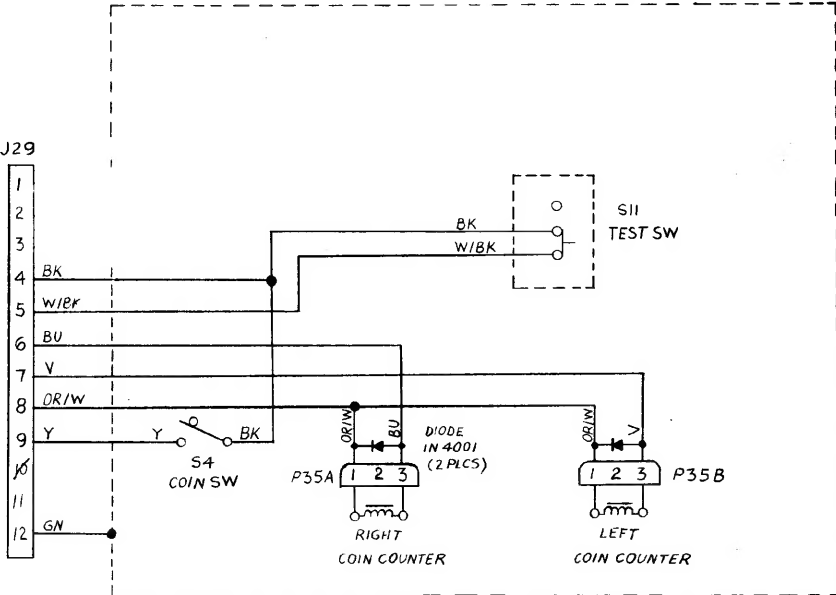 J29
1
2
3
4 BK
5 W/BK
6 BU
7 V
8 OR/W
9 Y
10
11
12 GN
BK
W/BK
S11
TEST SW
Y
BK
S4
COIN SW
OR/W
BU
DIODE
IN 4001
(2 PLCS)
P35A 1 2 3
RIGHT
COIN COUNTER
OR/W
V
1 2 3 P35B
LEFT
COIN COUNTER